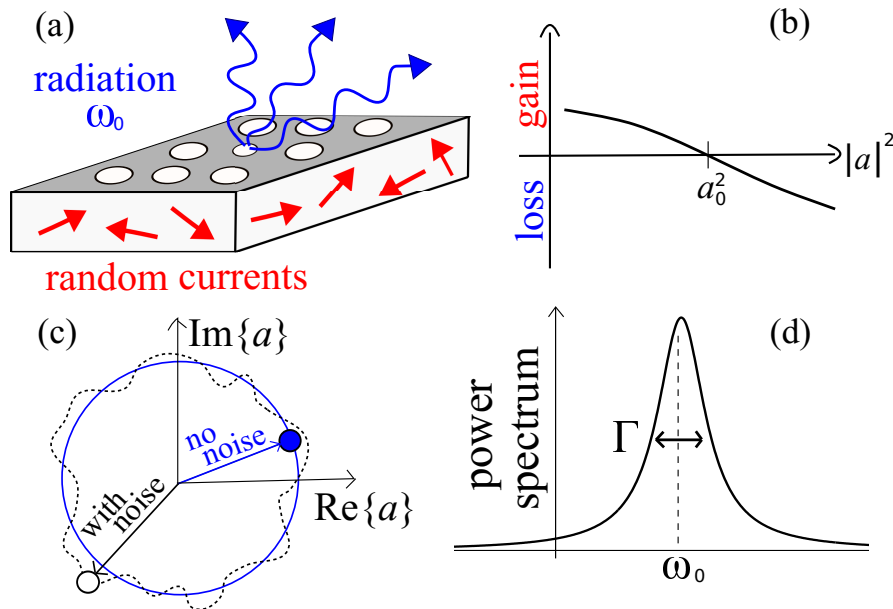 (a)
radiation
ω₀
random currents
(b)
gain
loss
|a|²
a₀²
(c)
Im{a}
Re{a}
no
noise
with
noise
(d)
power
spectrum
Γ
ω₀